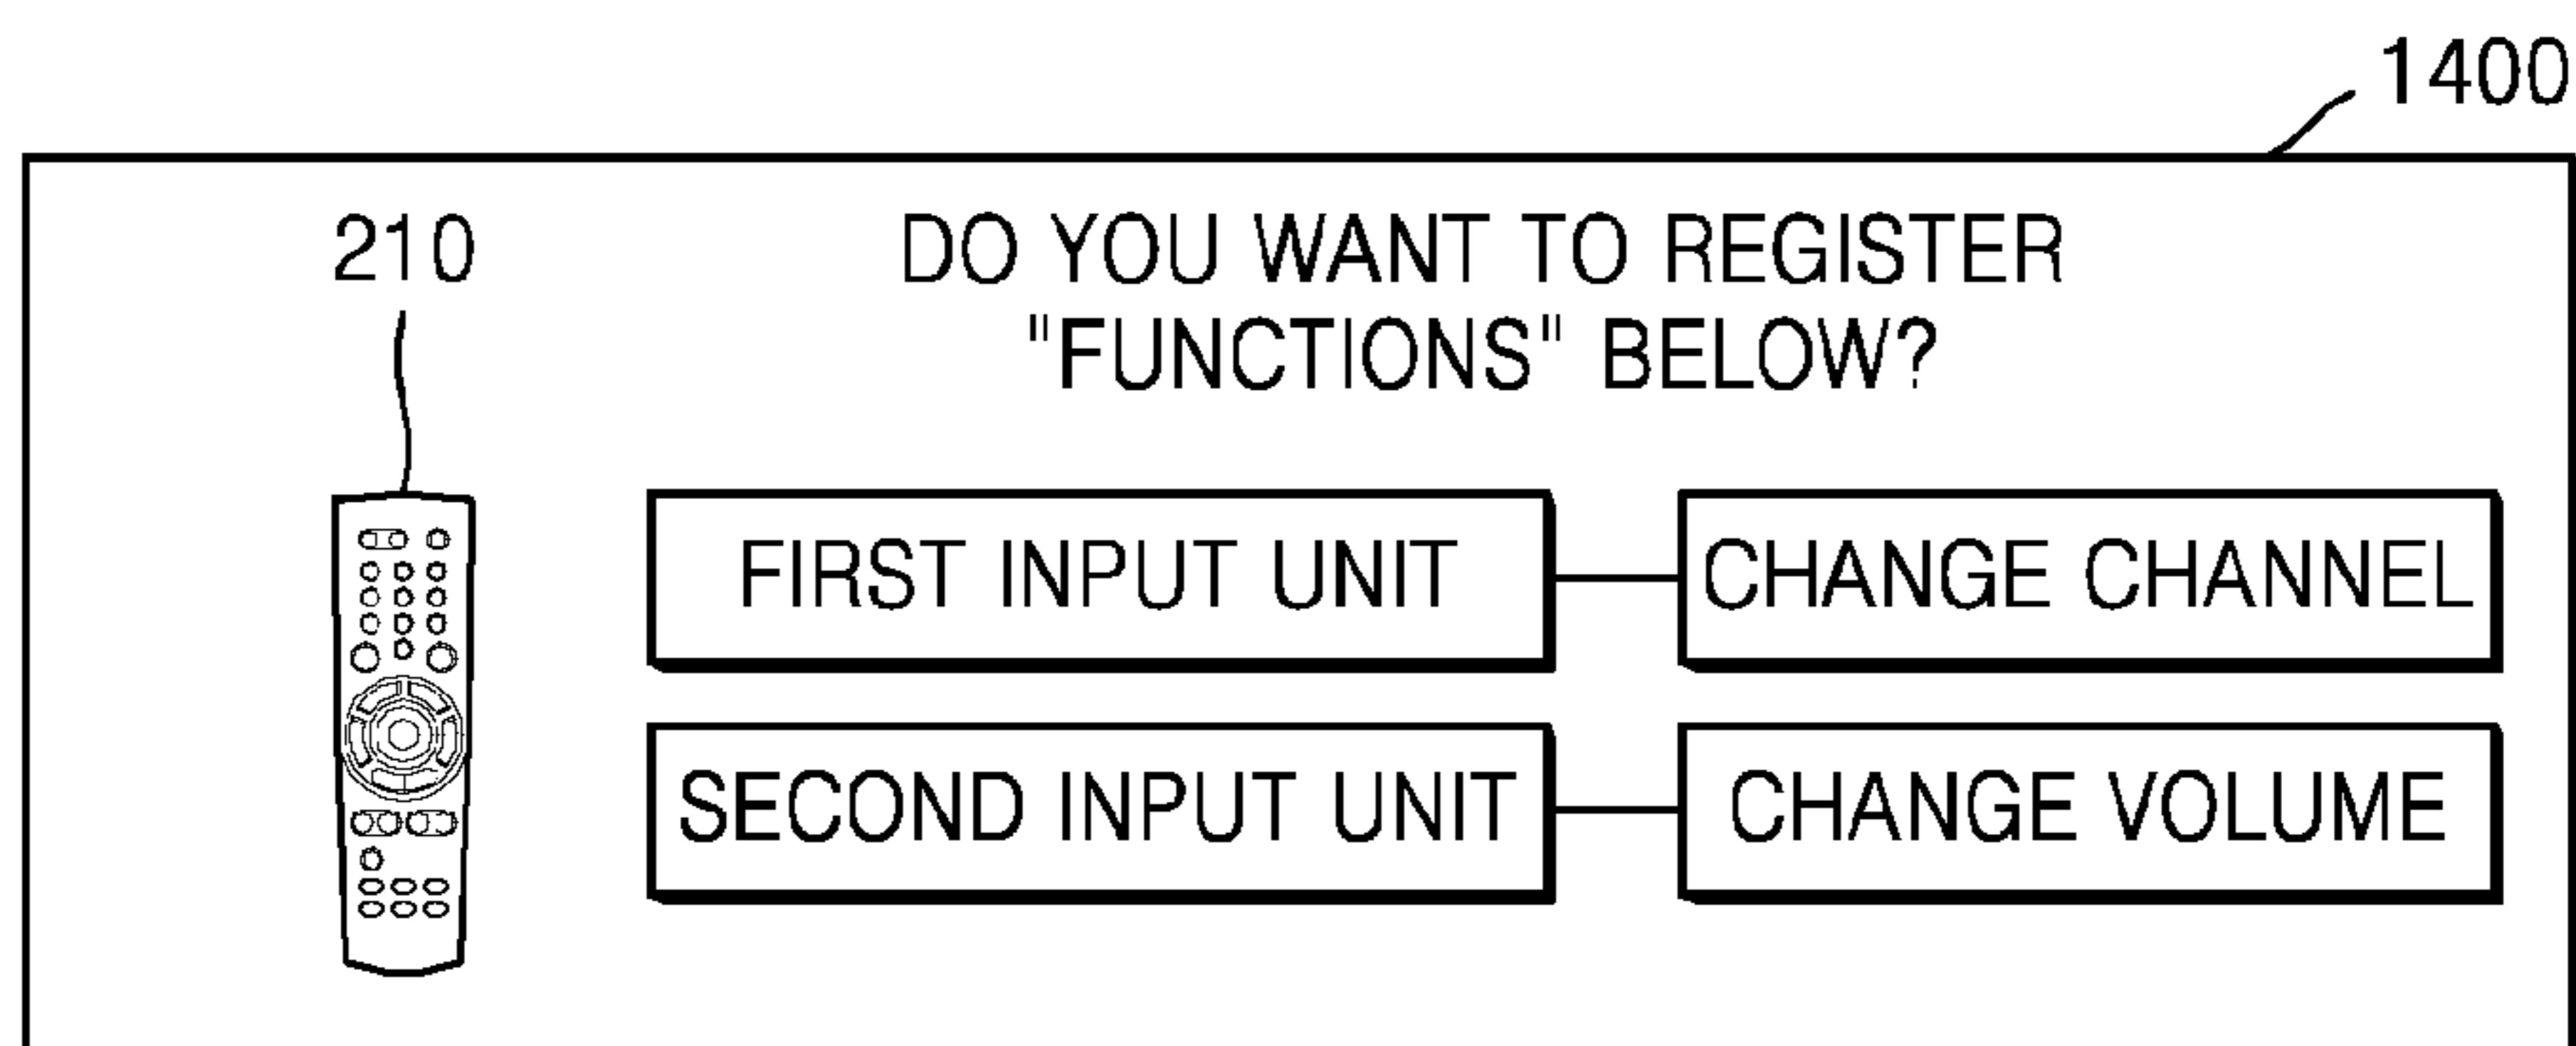 1400
210
DO YOU WANT TO REGISTER
"FUNCTIONS" BELOW?
FIRST INPUT UNIT
CHANGE CHANNEL
SECOND INPUT UNIT
CHANGE VOLUME